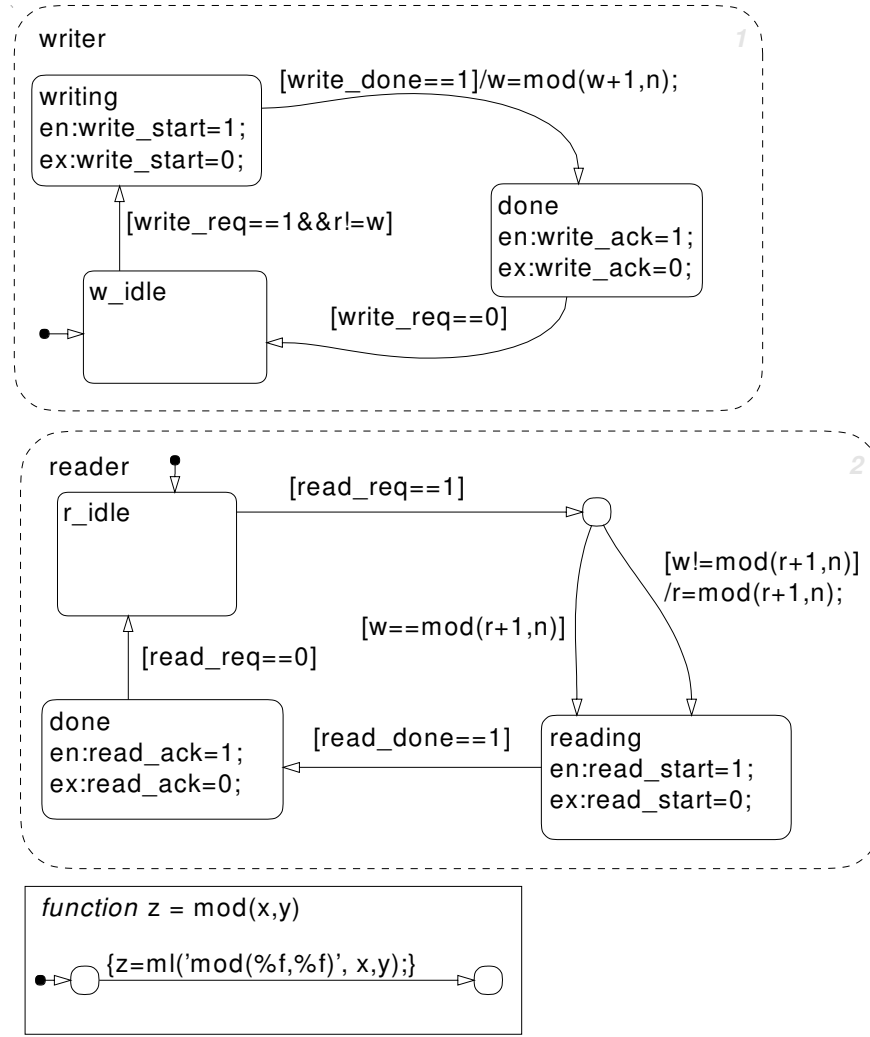 writer
1
[write_done==1]/w=mod(w+1,n);
writing
en:write_start=1;
ex:write_start=0;
done
en:write_ack=1;
ex:write_ack=0;
[write_req==1&&r!=w]
w_idle
[write_req==0]
reader
2
[read_req==1]
r_idle
[w!=mod(r+1,n)]
/r=mod(r+1,n);
[w==mod(r+1,n)]
[read_req==0]
done
en:read_ack=1;
ex:read_ack=0;
[read_done==1]
reading
en:read_start=1;
ex:read_start=0;
function z = mod(x,y)
{z=ml('mod(%f,%f)', x,y);}